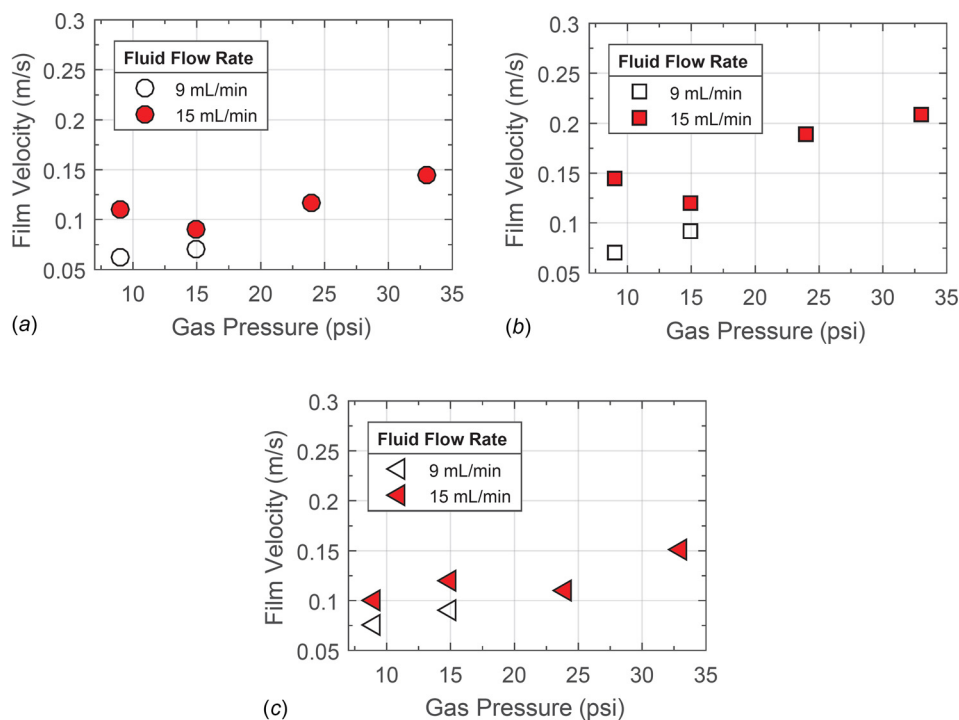 0.3
0.25
0.2
0.15
0.1
0.05
Film Velocity (m/s)
Fluid Flow Rate
9 mL/min
15 mL/min
10 15 20 25 30 35
Gas Pressure (psi)
(a)
0.3
0.25
0.2
0.15
0.1
0.05
Film Velocity (m/s)
Fluid Flow Rate
9 mL/min
15 mL/min
10 15 20 25 30 35
Gas Pressure (psi)
(b)
0.3
0.25
0.2
0.15
0.1
0.05
Film Velocity (m/s)
Fluid Flow Rate
9 mL/min
15 mL/min
10 15 20 25 30 35
Gas Pressure (psi)
(c)